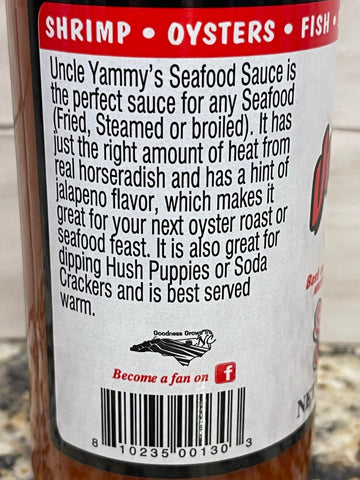 SHRIMP • OYSTERS • FISH •
Uncle Yammy's Seafood Sauce is
the perfect sauce for any Seafood
(Fried, Steamed or broiled). It has
just the right amount of heat from
real horseradish and has a hint of
jalapeno flavor, which makes it
great for your next oyster roast or
seafood feast. It is also great for
dipping Hush Puppies or Soda
Crackers and is best served
warm.
Goodness Grows in
NC
Become a fan on f
8 10235 00130 3